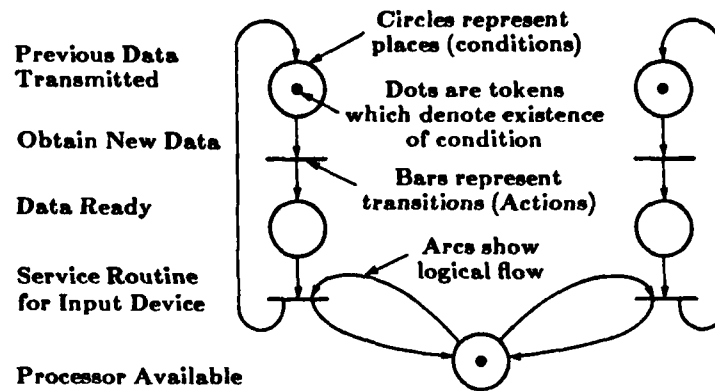 Previous Data
Transmitted
Obtain New Data
Data Ready
Service Routine
for Input Device
Processor Available
Circles represent
places (conditions)
Dots are tokens
which denote existence
of condition
Bars represent
transitions (Actions)
Arcs show
logical flow